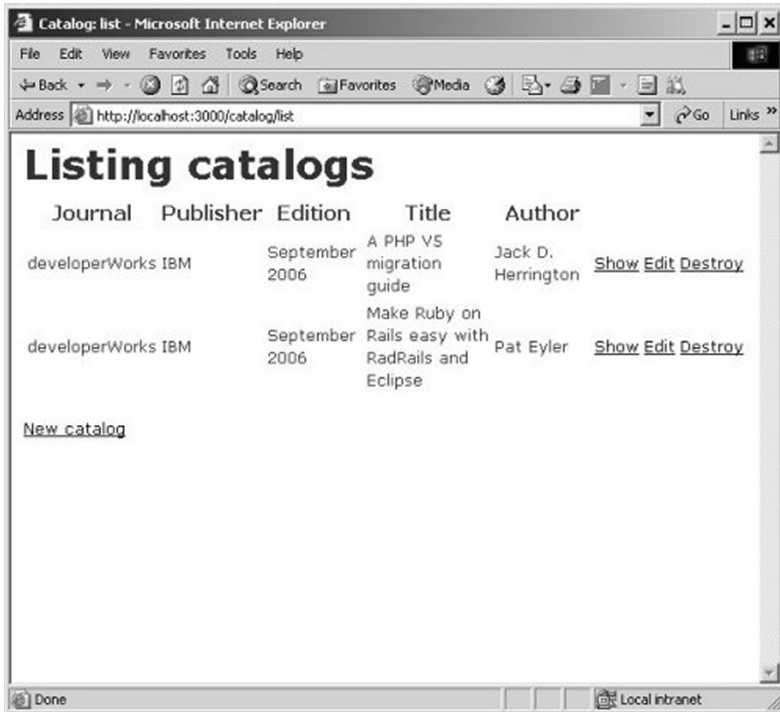 Catalog: list - Microsoft Internet Explorer
File Edit View Favorites Tools Help
Back Search Favorites Media
Address http://localhost:3000/catalog/list Go Links »
Listing catalogs
Journal Publisher Edition Title Author
developerWorks IBM September 2006 A PHP V5 migration guide Jack D. Herrington Show Edit Destroy
developerWorks IBM September 2006 Make Ruby on Rails easy with RadRails and Eclipse Pat Eyler Show Edit Destroy
New catalog
Done Local intranet